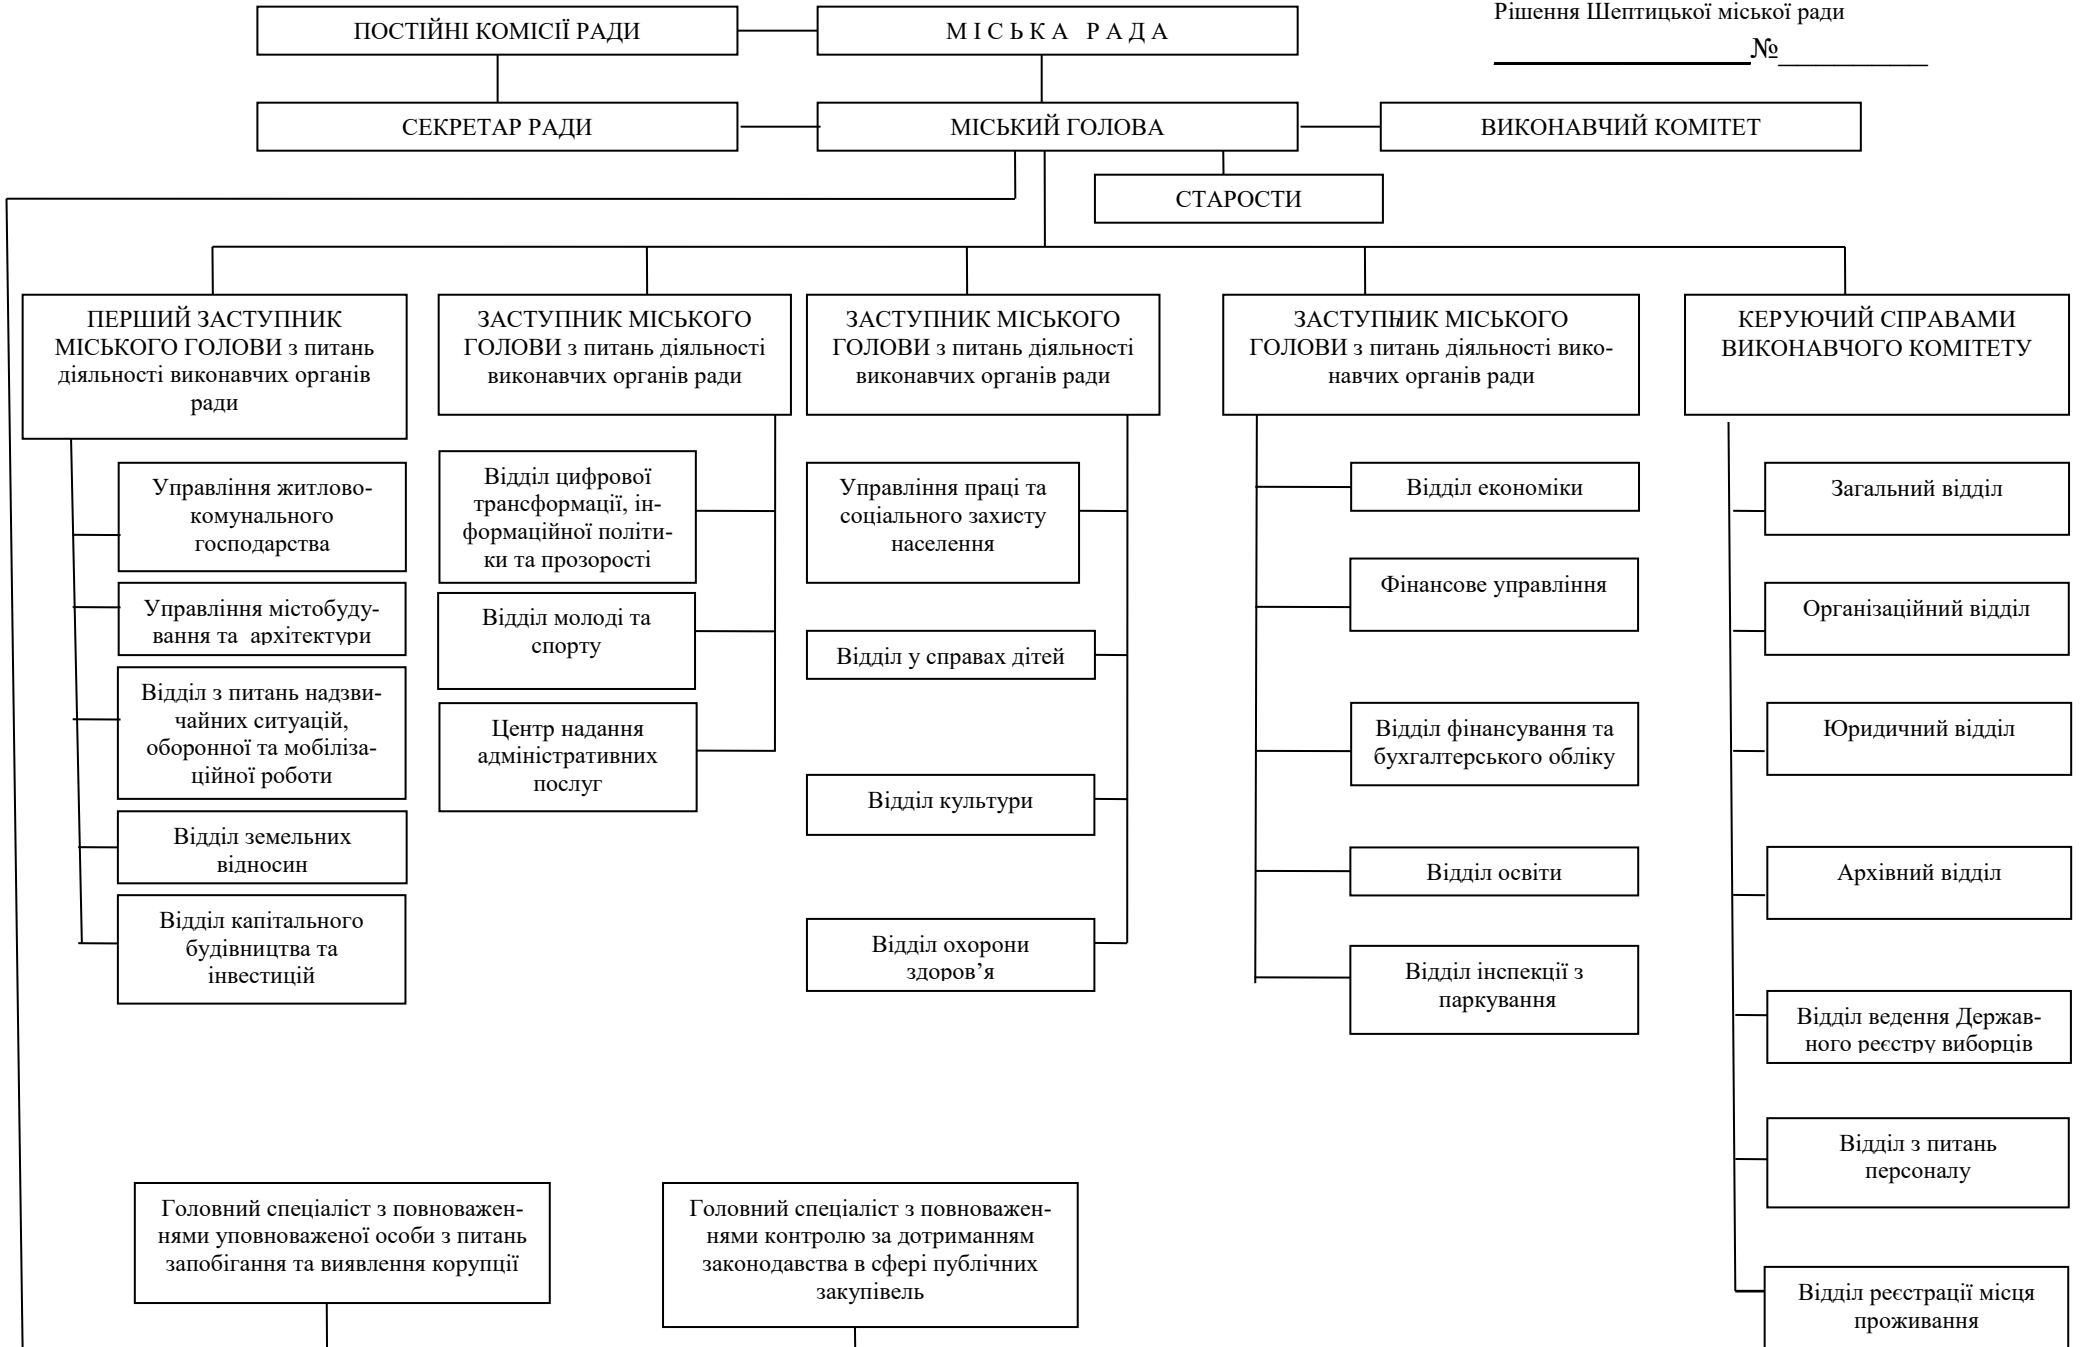 Рішення Шептицької міської ради
____________________№____________
ПОСТІЙНІ КОМІСІЇ РАДИ
М І С Ь К А Р А Д А
СЕКРЕТАР РАДИ
МІСЬКИЙ ГОЛОВА
ВИКОНАВЧИЙ КОМІТЕТ
СТАРОСТИ
ПЕРШИЙ ЗАСТУПНИК
МІСЬКОГО ГОЛОВИ з питань
діяльності виконавчих органів
ради
ЗАСТУПНИК МІСЬКОГО
ГОЛОВИ з питань діяльності
виконавчих органів ради
ЗАСТУПНИК МІСЬКОГО
ГОЛОВИ з питань діяльності
виконавчих органів ради
ЗАСТУПНИК МІСЬКОГО
ГОЛОВИ з питань діяльності вико-
навчих органів ради
КЕРУЮЧИЙ СПРАВАМИ
ВИКОНАВЧОГО КОМІТЕТУ
Управління житлово-
комунального
господарства
Управління містобуду-
вання та архітектури
Відділ з питань надзви-
чайних ситуацій,
оборонної та мобіліза-
ційної роботи
Відділ земельних
відносин
Відділ капітального
будівництва та
інвестицій
Відділ цифрової
трансформації, ін-
формаційної політи-
ки та прозорості
Відділ молоді та
спорту
Центр надання
адміністративних
послуг
Управління праці та
соціального захисту
населення
Відділ у справах дітей
Відділ культури
Відділ охорони
здоров’я
Відділ економіки
Фінансове управління
Відділ фінансування та
бухгалтерського обліку
Відділ освіти
Відділ інспекції з
паркування
Загальний відділ
Організаційний відділ
Юридичний відділ
Архівний відділ
Відділ ведення Держав-
ного реєстру виборців
Відділ з питань
персоналу
Відділ реєстрації місця
проживання
Головний спеціаліст з повноважен-
нями уповноваженої особи з питань
запобігання та виявлення корупції
Головний спеціаліст з повноважен-
нями контролю за дотриманням
законодавства в сфері публічних
закупівель